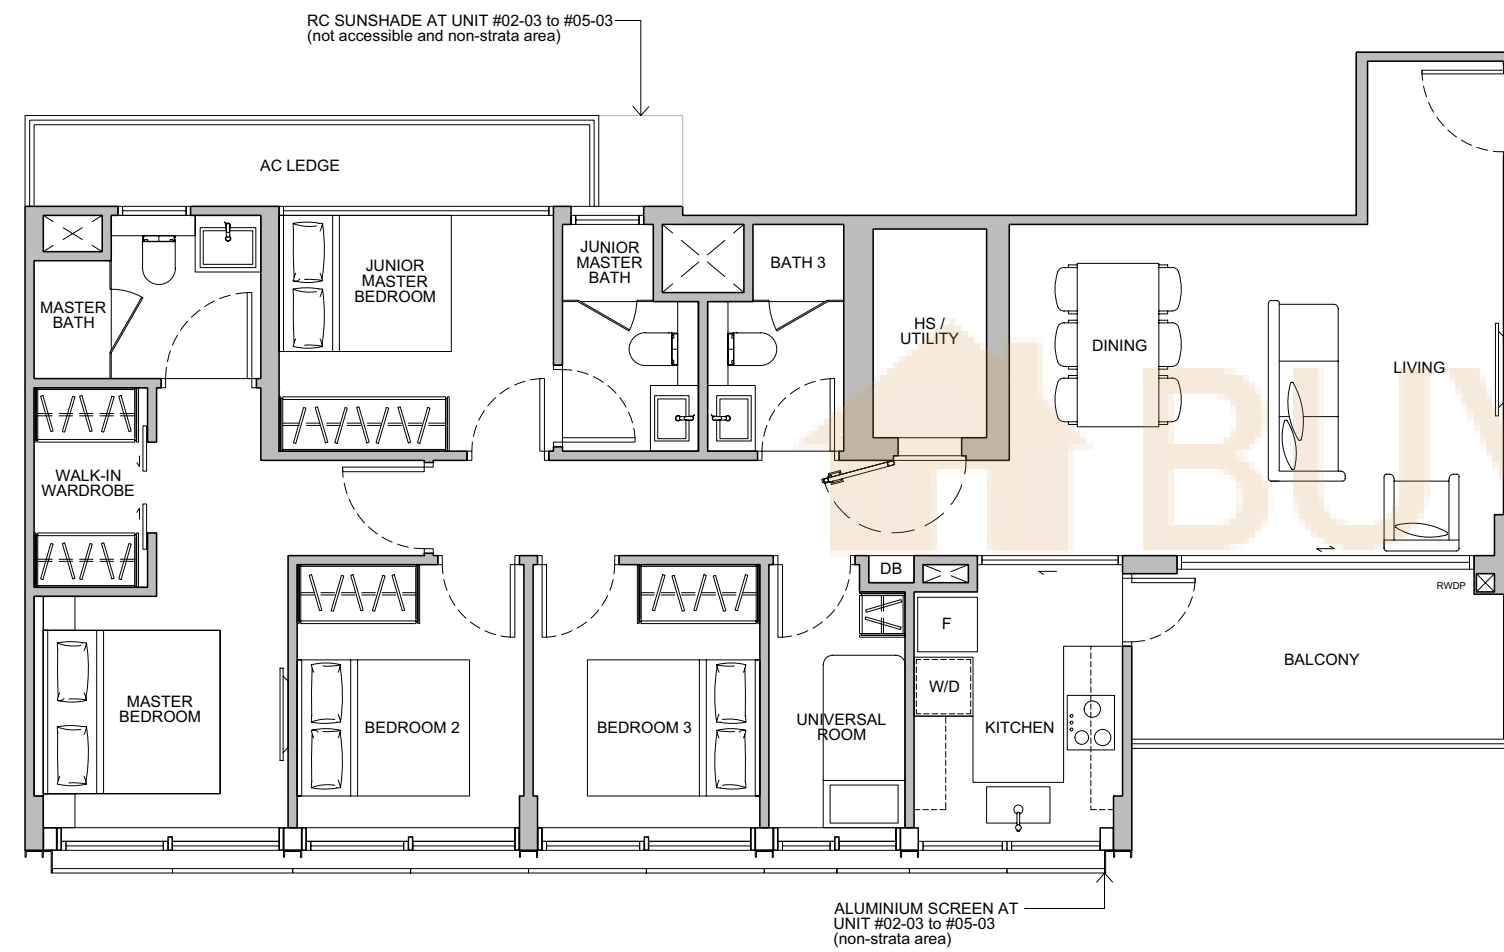 RC SUNSHADE AT UNIT #02-03 to #05-03
(not accessible and non-strata area)
AC LEDGE
JUNIOR
MASTER
BEDROOM
JUNIOR
MASTER
BATH
BATH 3
MASTER
BATH
HS /
UTILITY
DINING
LIVING
WALK-IN
WARDROBE
DB
RWDP
F
W/D
BALCONY
MASTER
BEDROOM
BEDROOM 2
BEDROOM 3
UNIVERSAL
ROOM
KITCHEN
ALUMINIUM SCREEN AT
UNIT #02-03 to #05-03
(non-strata area)
BUY